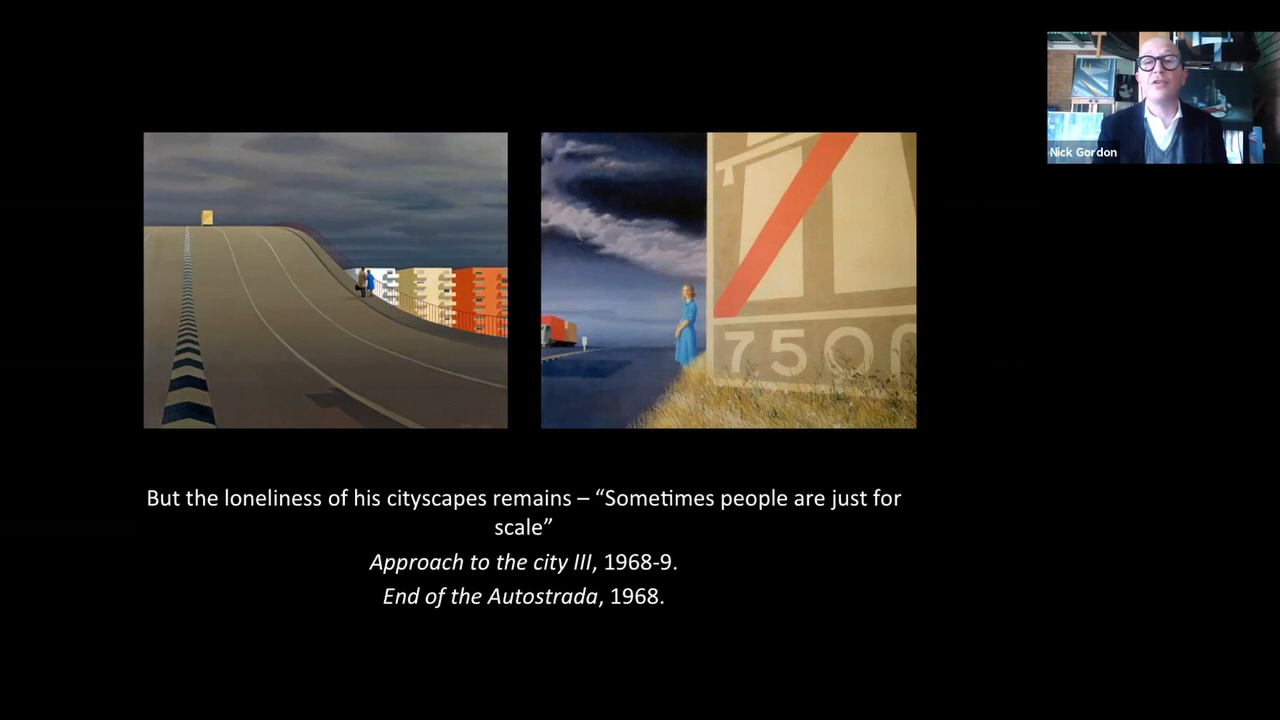 Nick Gordon
7500
But the loneliness of his cityscapes remains – “Sometimes people are just for
scale”
Approach to the city III, 1968-9.
End of the Autostrada, 1968.